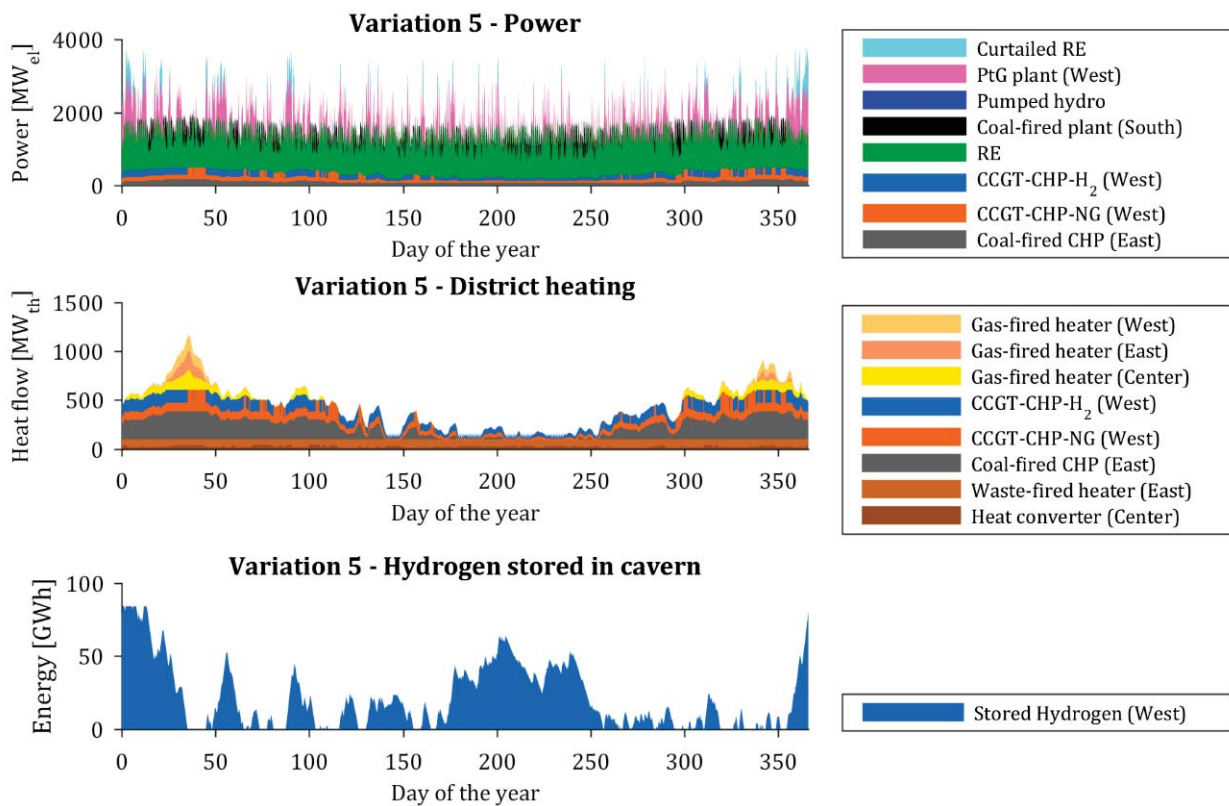 Variation 5 - Power
Power [MWel]
4000
2000
0
0 50 100 150 200 250 300 350
Day of the year
Curtailed RE
PtG plant (West)
Pumped hydro
Coal-fired plant (South)
RE
CCGT-CHP-H2 (West)
CCGT-CHP-NG (West)
Coal-fired CHP (East)
Variation 5 - District heating
Heat flow [MWth]
1500
1000
500
0
0 50 100 150 200 250 300 350
Day of the year
Gas-fired heater (West)
Gas-fired heater (East)
Gas-fired heater (Center)
CCGT-CHP-H2 (West)
CCGT-CHP-NG (West)
Coal-fired CHP (East)
Waste-fired heater (East)
Heat converter (Center)
Variation 5 - Hydrogen stored in cavern
Energy [GWh]
100
50
0
0 50 100 150 200 250 300 350
Day of the year
Stored Hydrogen (West)